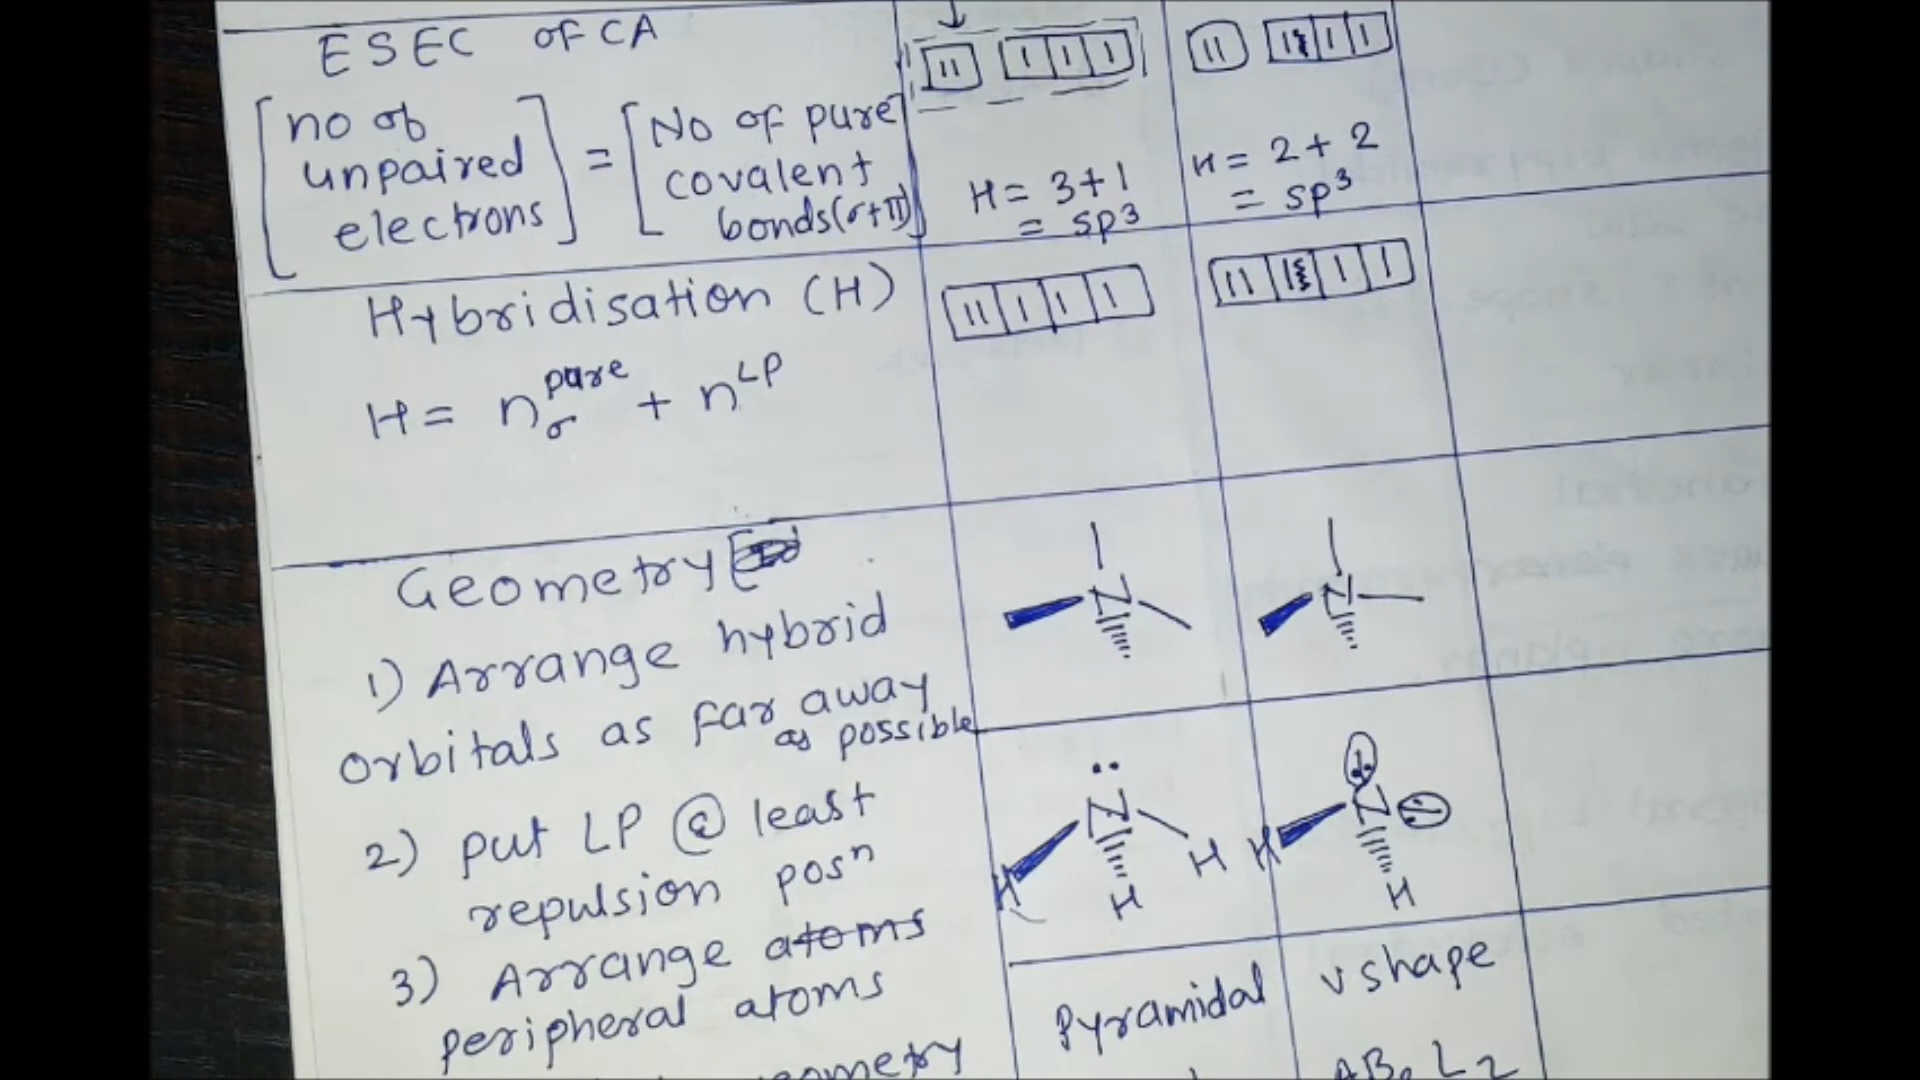 ESEC OF CA
[no of unpaired electrons] = [No of pure covalent bonds(σ+π)]
H = 3+1
= sp³
H = 2+2
= sp³
Hybridisation (H)
H = nσ^pure + n^LP
Geometry
1) Arrange hybrid
orbitals as far away
as possible
2) put LP @ least
repulsion posⁿ
3) Arrange atoms
peripheral atoms
N
N
N
H
H
H
N
H
H
Pyramidal
v shape